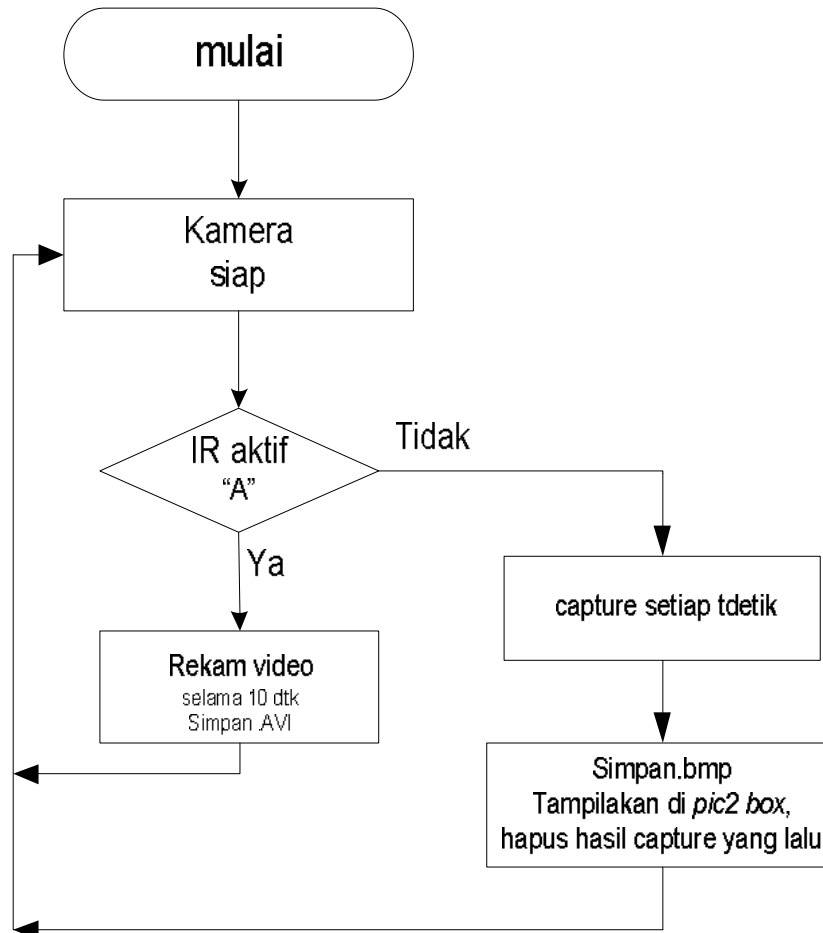 mulai
Kamera
siap
IR aktif
“A”
Tidak
Ya
capture setiap tdetik
Rekam video
selama 10 dtk
Simpan .AVI
Simpan.bmp
Tampilakan di pic2 box,
hapus hasil capture yang lalu